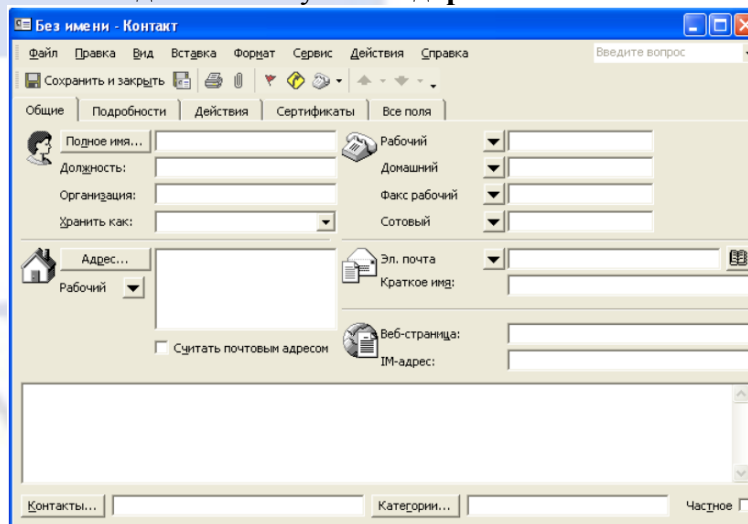 Без имени - Контакт
Файл Правка Вид Вставка Формат Сервис Действия Справка Введите вопрос
Сохранить и закрыть
Общие Подробности Действия Сертификаты Все поля
Полное имя... Рабочий
Должность: Домашний
Организация: Факс рабочий
Хранить как: Сотовый
Адрес... Эл. почта
Рабочий Краткое имя:
Считать почтовым адресом Веб-страница:
IM-адрес:
Контакты... Категории... Частное